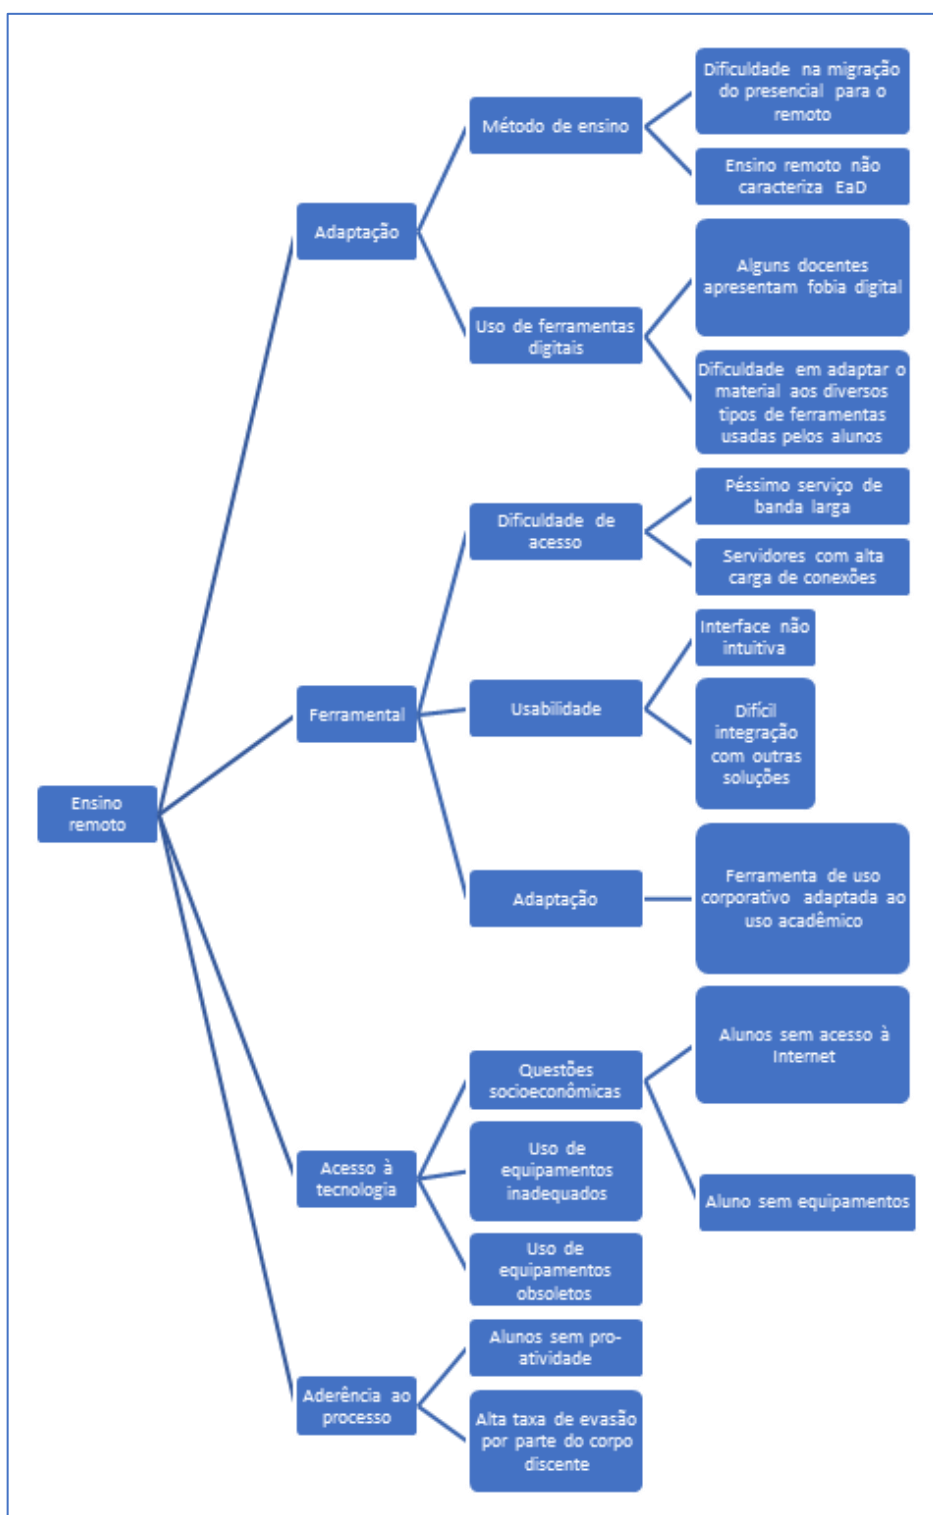 Ensino
remoto
Adaptação
Método de ensino
Dificuldade na migração
do presencial para o
remoto
Ensino remoto não
caracteriza EaD
Uso de ferramentas
digitais
Alguns docentes
apresentam fobia digital
Dificuldade em adaptar o
material aos diversos
tipos de ferramentas
usadas pelos alunos
Ferramental
Dificuldade de
acesso
Péssimo serviço de
banda larga
Servidores com alta
carga de conexões
Usabilidade
Interface não
intuitiva
Difícil
integração
com outras
soluções
Adaptação
Ferramenta de uso
corporativo adaptada ao
uso acadêmico
Acesso à
tecnologia
Questões
socioeconômicas
Alunos sem acesso à
Internet
Aluno sem equipamentos
Uso de
equipamentos
inadequados
Uso de
equipamentos
obsoletos
Aderência ao
processo
Alunos sem pro-
atividade
Alta taxa de evasão
por parte do corpo
discente